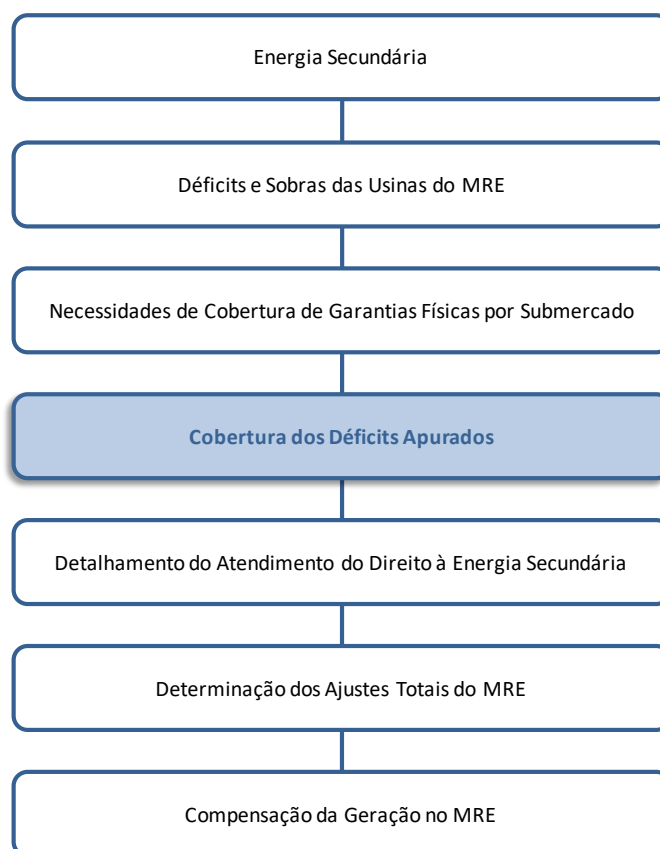 Energia Secundária
Déficits e Sobras das Usinas do MRE
Necessidades de Cobertura de Garantias Físicas por Submercado
Cobertura dos Déficits Apurados
Detalhamento do Atendimento do Direito à Energia Secundária
Determinação dos Ajustes Totais do MRE
Compensação da Geração no MRE